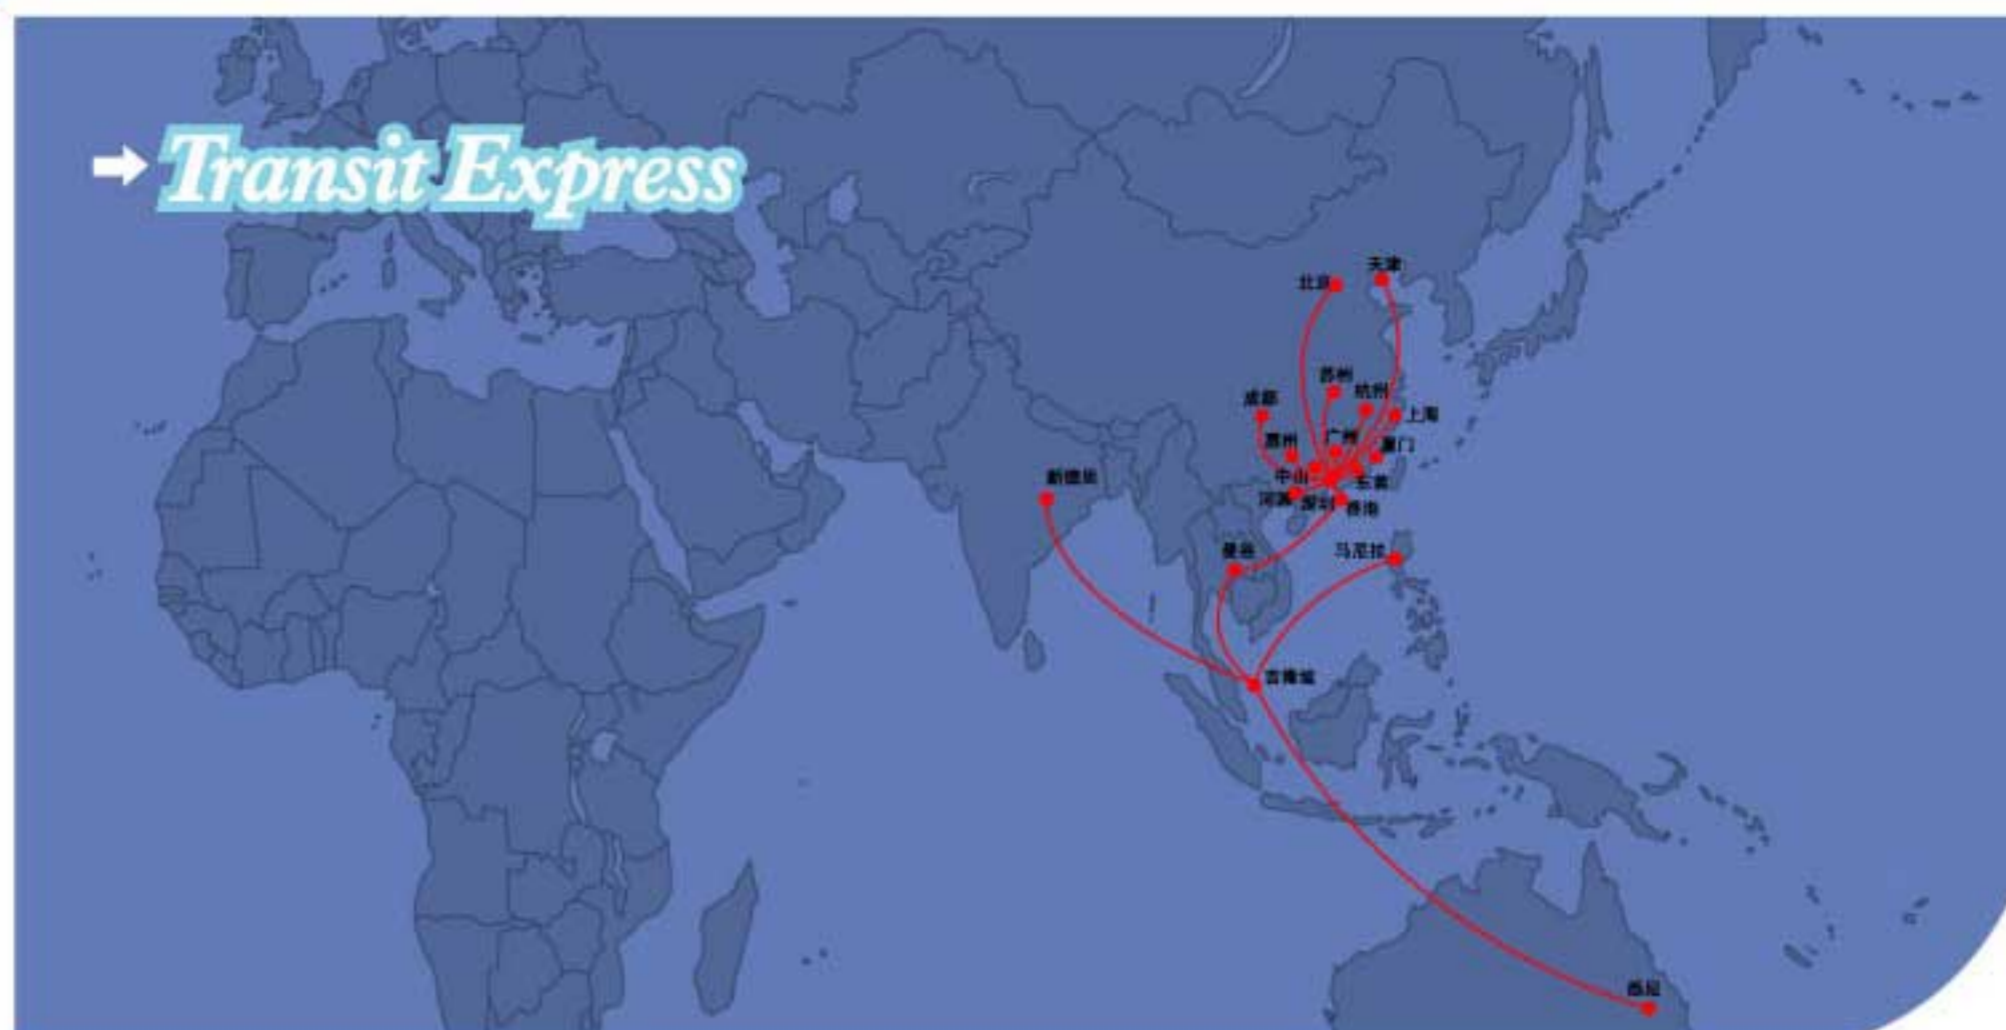 Transit Express
北京
天津
苏州
杭州
成都
上海
惠州
广州
厦门
中山
东莞
河源
深圳
香港
新德里
曼谷
马尼拉
吉隆坡
悉尼